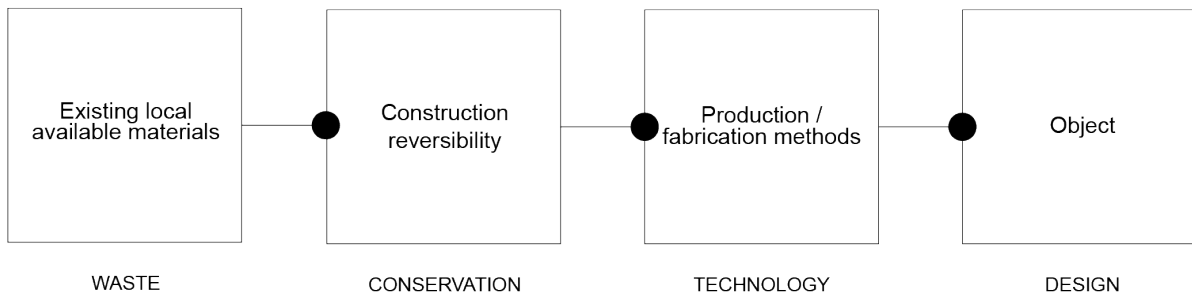 Existing local
available materials
Construction
reversibility
Production /
fabrication methods
Object
WASTE
CONSERVATION
TECHNOLOGY
DESIGN